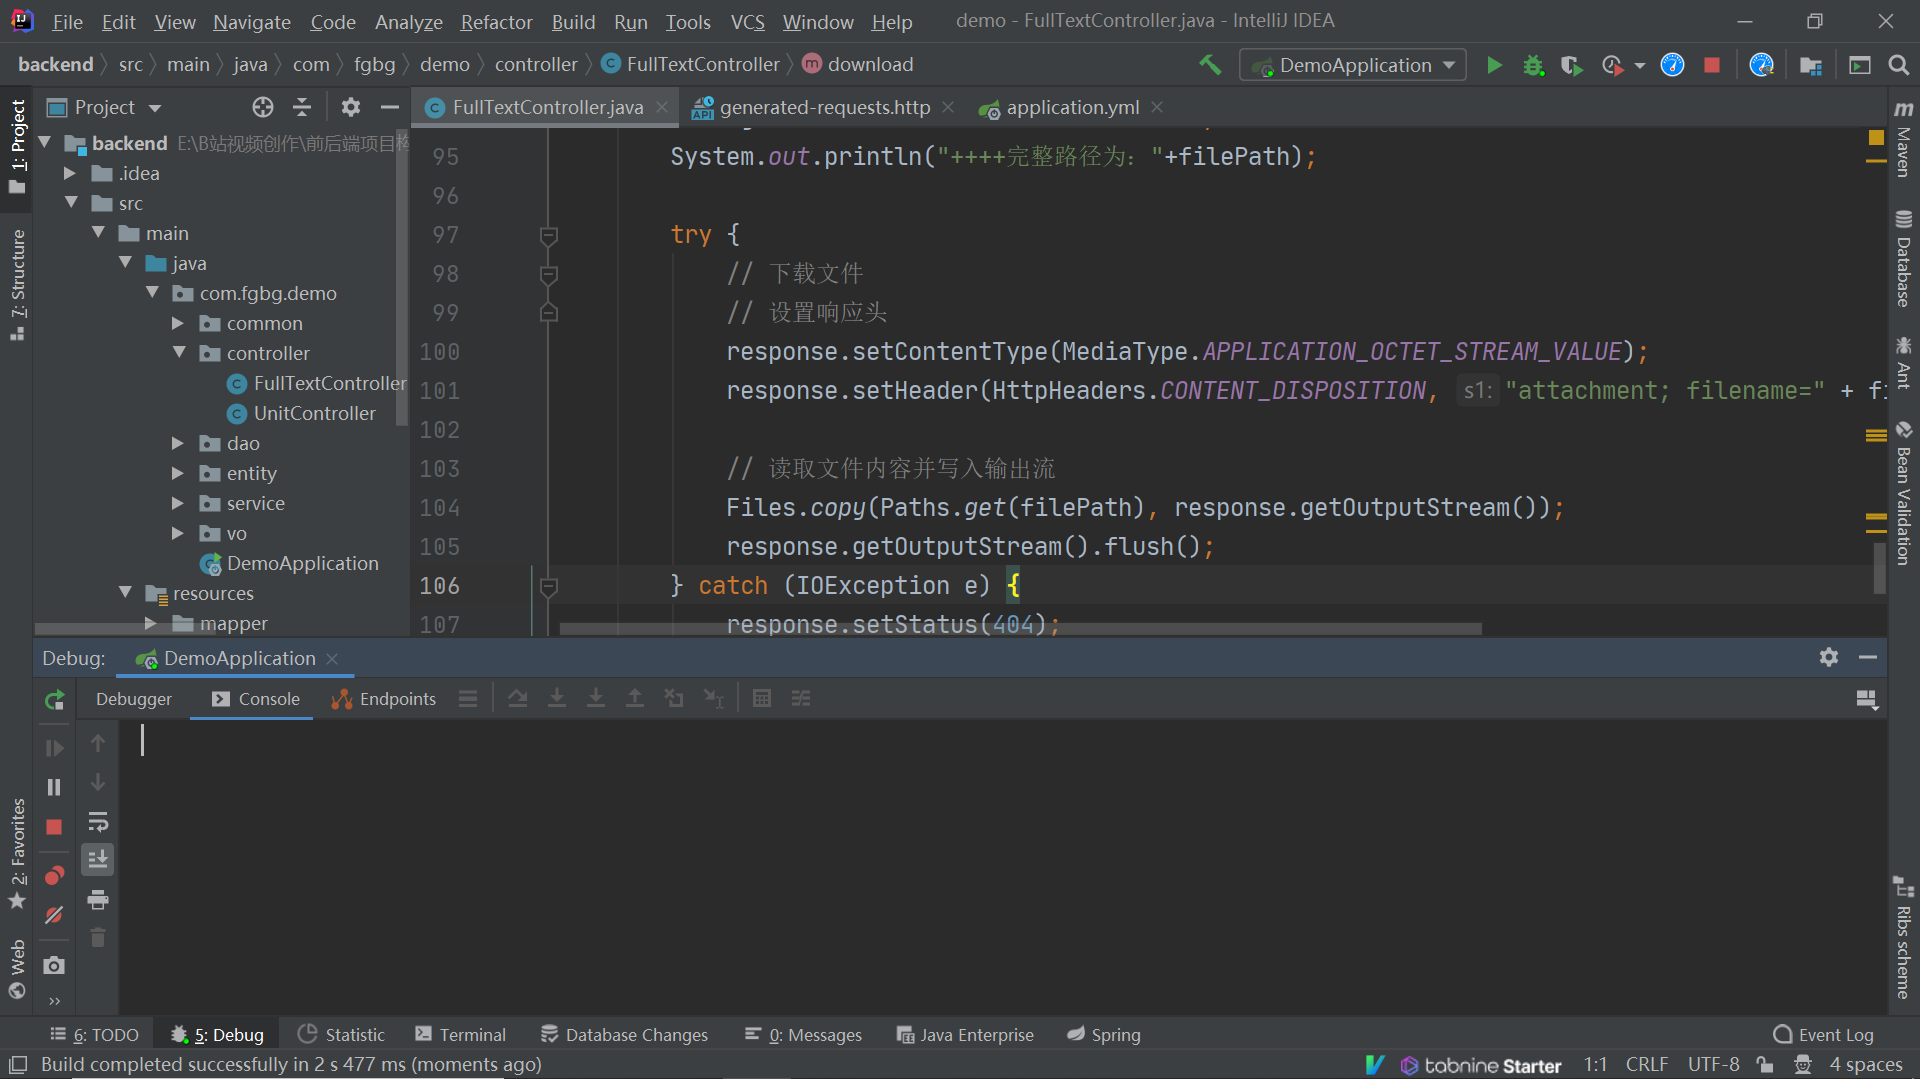 File Edit View Navigate Code Analyze Refactor Build Run Tools VCS Window Help demo - FullTextController.java - IntelliJ IDEA
backend src main java com fgbg demo controller FullTextController download DemoApplication
Project FullTextController.java generated-requests.http application.yml
1: Project
7: Structure
2: Favorites
Web
backend E:\B站视频创作\前后端项目构
.idea
src
main
java
com.fgbg.demo
common
controller
FullTextController
UnitController
dao
entity
service
vo
DemoApplication
resources
mapper
95 System.out.println("++++完整路径为: "+filePath);
96
97 try {
98 // 下载文件
99 // 设置响应头
100 response.setContentType(MediaType.APPLICATION_OCTET_STREAM_VALUE);
101 response.setHeader(HttpHeaders.CONTENT_DISPOSITION, s1: "attachment; filename=" + fi
102
103 // 读取文件内容并写入输出流
104 Files.copy(Paths.get(filePath), response.getOutputStream());
105 response.getOutputStream().flush();
106 } catch (IOException e) {
107 response.setStatus(404);
Maven
Database
Ant
Bean Validation
Ribs scheme
Debug: DemoApplication
Debugger Console Endpoints
6: TODO 5: Debug Statistic Terminal Database Changes 0: Messages Java Enterprise Spring Event Log
Build completed successfully in 2 s 477 ms (moments ago) tabnine Starter 1:1 CRLF UTF-8 4 spaces